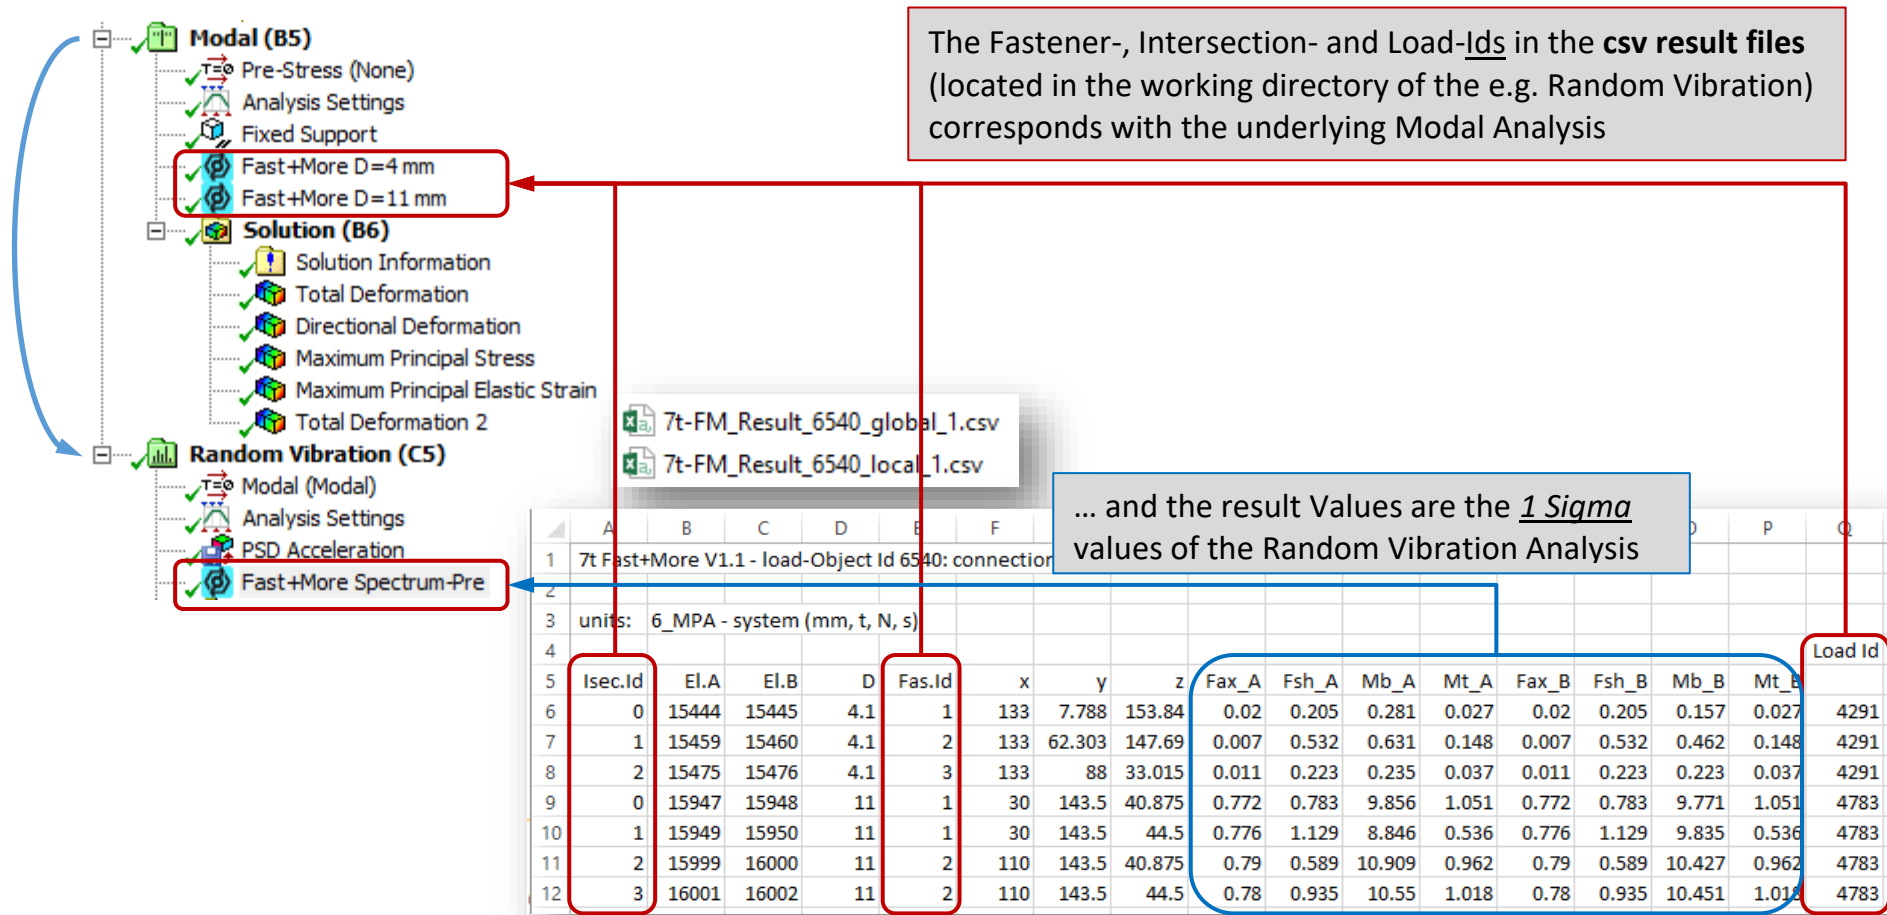 Modal (B5)
Pre-Stress (None)
Analysis Settings
Fixed Support
Fast+More D=4 mm
Fast+More D=11 mm
Solution (B6)
Solution Information
Total Deformation
Directional Deformation
Maximum Principal Stress
Maximum Principal Elastic Strain
Total Deformation 2
Random Vibration (C5)
Modal (Modal)
Analysis Settings
PSD Acceleration
Fast+More Spectrum-Pre
The Fastener-, Intersection- and Load-Ids in the csv result files
(located in the working directory of the e.g. Random Vibration)
corresponds with the underlying Modal Analysis
7t-FM_Result_6540_global_1.csv
7t-FM_Result_6540_local_1.csv
... and the result Values are the 1 Sigma
values of the Random Vibration Analysis
A B C D E F P Q
1 7t Fast+More V1.1 - load-Object Id 6540: connection
2
3 units: 6_MPA - system (mm, t, N, s)
4 Load Id
5 Isec.Id El.A El.B D Fas.Id x y z Fax_A Fsh_A Mb_A Mt_A Fax_B Fsh_B Mb_B Mt_B
6 0 15444 15445 4.1 1 133 7.788 153.84 0.02 0.205 0.281 0.027 0.02 0.205 0.157 0.027 4291
7 1 15459 15460 4.1 2 133 62.303 147.69 0.007 0.532 0.631 0.148 0.007 0.532 0.462 0.148 4291
8 2 15475 15476 4.1 3 133 88 33.015 0.011 0.223 0.235 0.037 0.011 0.223 0.223 0.037 4291
9 0 15947 15948 11 1 30 143.5 40.875 0.772 0.783 9.856 1.051 0.772 0.783 9.771 1.051 4783
10 1 15949 15950 11 1 30 143.5 44.5 0.776 1.129 8.846 0.536 0.776 1.129 9.835 0.536 4783
11 2 15999 16000 11 2 110 143.5 40.875 0.79 0.589 10.909 0.962 0.79 0.589 10.427 0.962 4783
12 3 16001 16002 11 2 110 143.5 44.5 0.78 0.935 10.55 1.018 0.78 0.935 10.451 1.018 4783